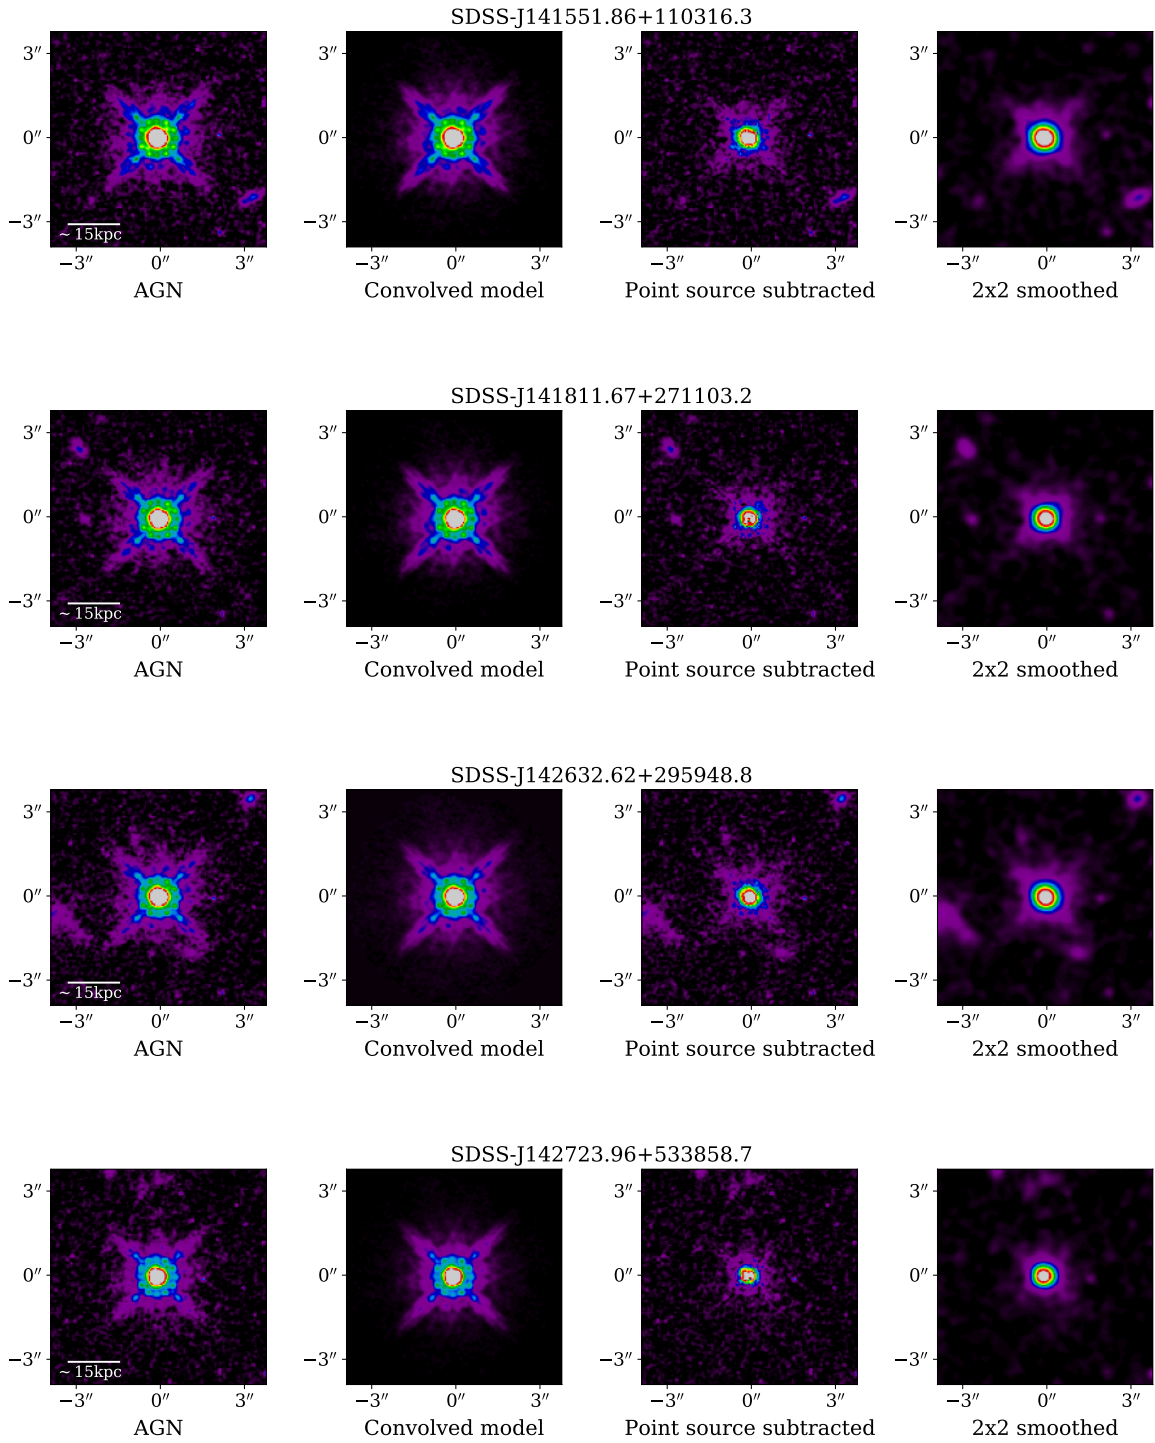 SDSS-J141551.86+110316.3
3″ 3″ 3″ 3″
0″ 0″ 0″ 0″
−3″ −3″ −3″ −3″
~ 15kpc
−3″ 0″ 3″ −3″ 0″ 3″ −3″ 0″ 3″ −3″ 0″ 3″
AGN Convolved model Point source subtracted 2x2 smoothed
SDSS-J141811.67+271103.2
3″ 3″ 3″ 3″
0″ 0″ 0″ 0″
−3″ −3″ −3″ −3″
~ 15kpc
−3″ 0″ 3″ −3″ 0″ 3″ −3″ 0″ 3″ −3″ 0″ 3″
AGN Convolved model Point source subtracted 2x2 smoothed
SDSS-J142632.62+295948.8
3″ 3″ 3″ 3″
0″ 0″ 0″ 0″
−3″ −3″ −3″ −3″
~ 15kpc
−3″ 0″ 3″ −3″ 0″ 3″ −3″ 0″ 3″ −3″ 0″ 3″
AGN Convolved model Point source subtracted 2x2 smoothed
SDSS-J142723.96+533858.7
3″ 3″ 3″ 3″
0″ 0″ 0″ 0″
−3″ −3″ −3″ −3″
~ 15kpc
−3″ 0″ 3″ −3″ 0″ 3″ −3″ 0″ 3″ −3″ 0″ 3″
AGN Convolved model Point source subtracted 2x2 smoothed